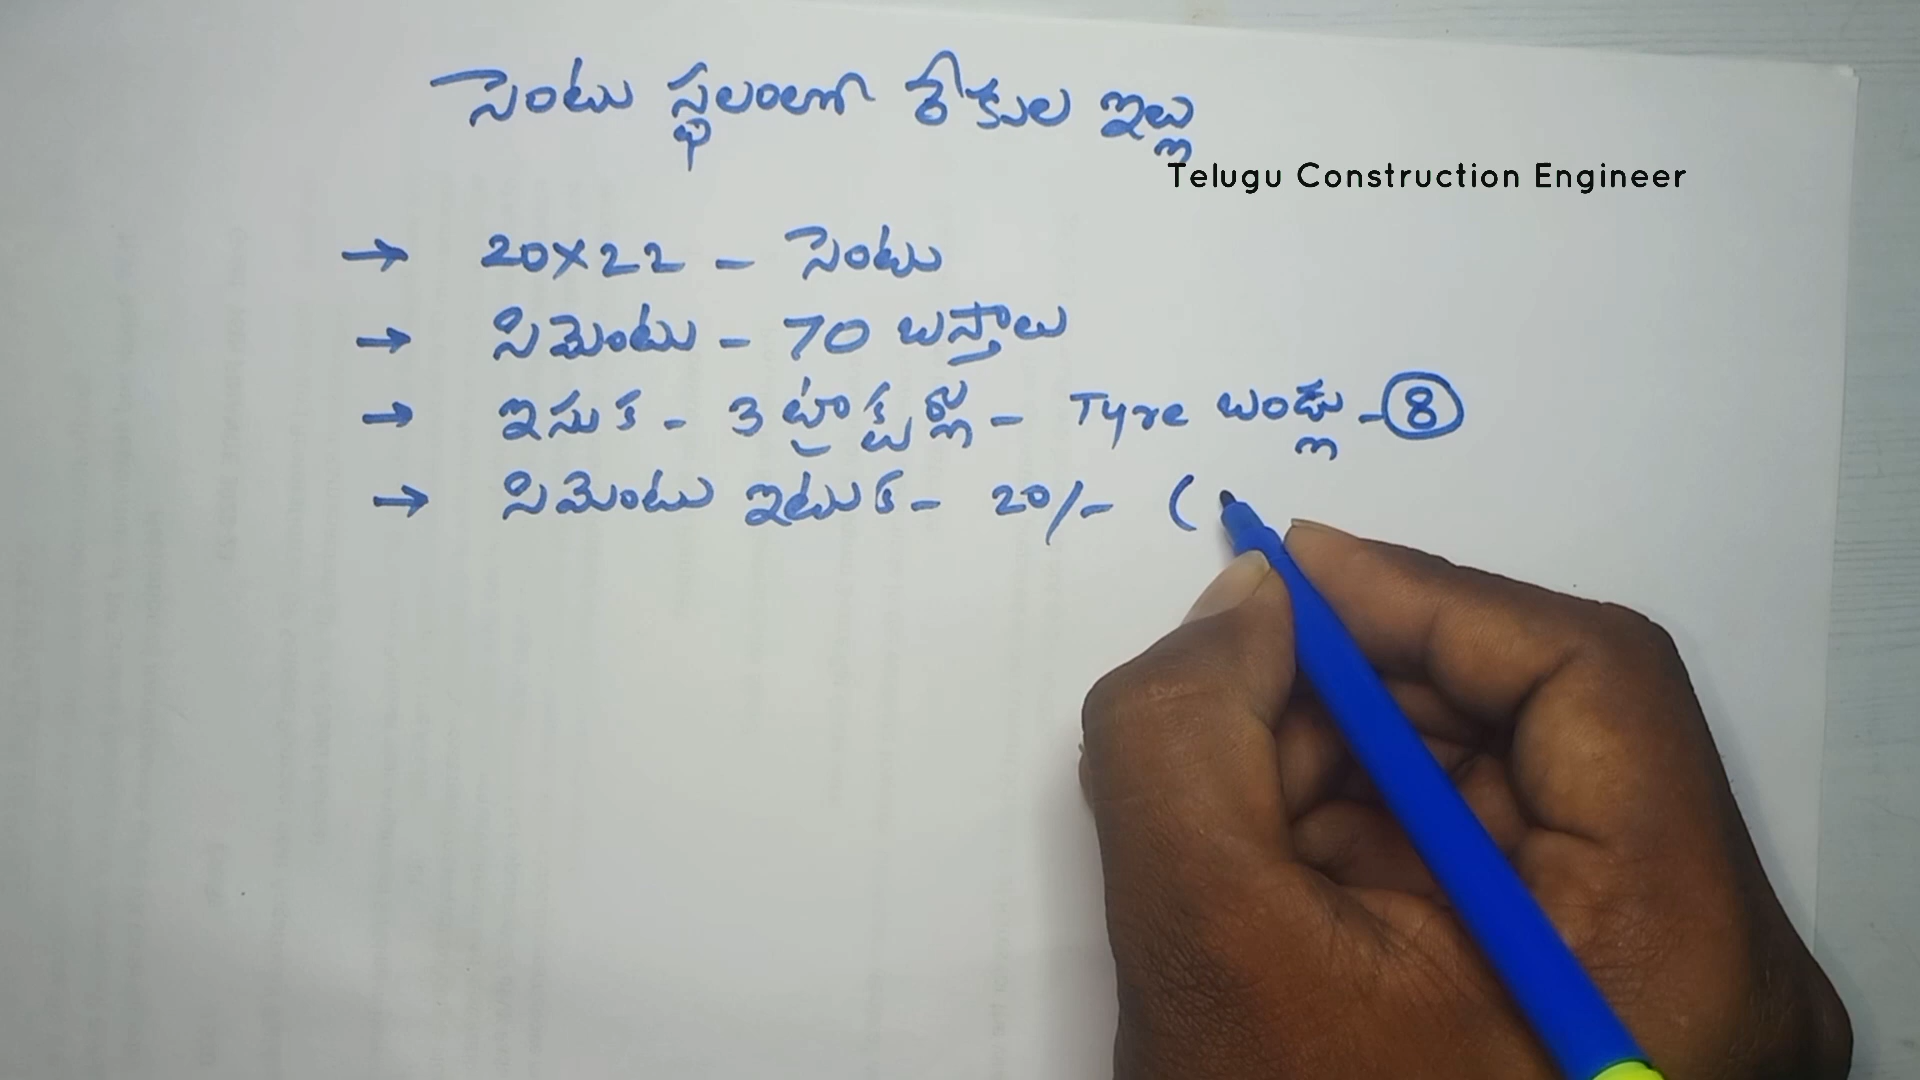 సెంటు స్థలంలో రేకుల ఇల్లు
Telugu Construction Engineer
→ 20×22 - సెంటు
→ సిమెంటు - 70 బస్తాలు
→ ఇసుక - 3 ట్రాక్టర్లు - Tyre బండ్లు - 8
→ సిమెంటు ఇటుక - 20/- (